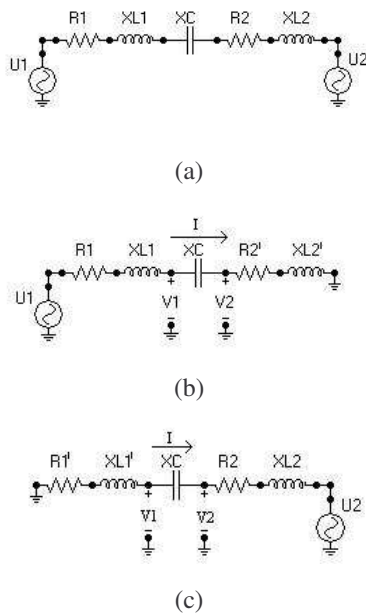 R1 XL1 XC R2 XL2
U1 U2
(a)
I
R1 XL1 XC R2' XL2'
U1 + V1 - + V2 -
(b)
I
R1' XL1' XC R2 XL2
+ V1 - + V2 - U2
(c)